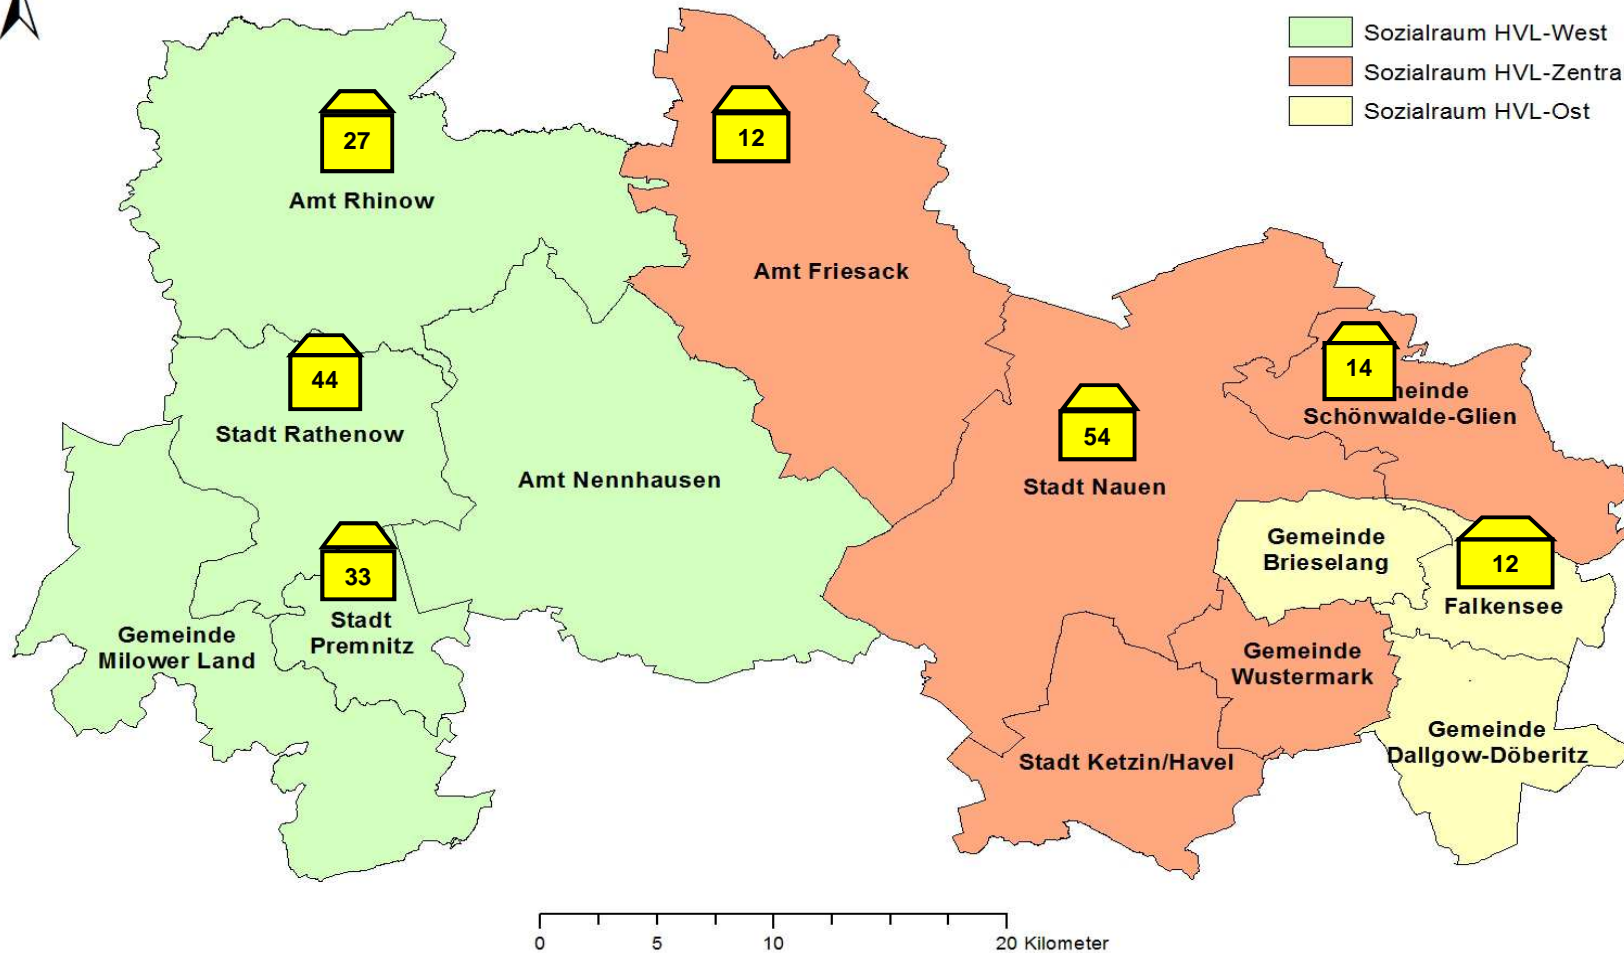 Sozialraum HVL-West
Sozialraum HVL-Zentra
Sozialraum HVL-Ost
27
12
Amt Rhinow
Amt Friesack
44
14
meinde
Schönwalde-Glien
Stadt Rathenow
54
Amt Nennhausen
Stadt Nauen
Gemeinde
Brieselang
33
12
Falkensee
Stadt
Premnitz
Gemeinde
Milower Land
Gemeinde
Wustermark
Gemeinde
Dallgow-Döberitz
Stadt Ketzin/Havel
0 5 10 20 Kilometer